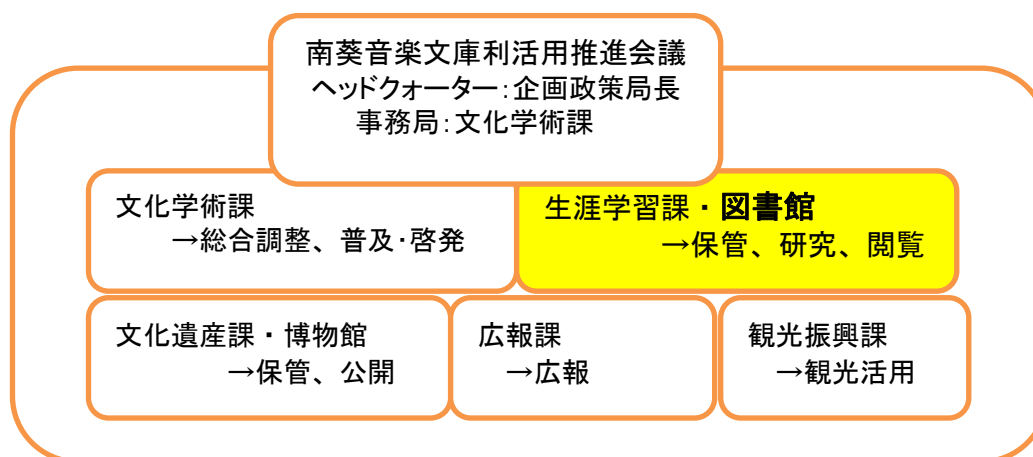 南葵音楽文庫利活用推進会議
ヘッドクォーター：企画政策局長
事務局：文化学術課
文化学術課
→総合調整、普及・啓発
生涯学習課・図書館
→保管、研究、閲覧
文化遺産課・博物館
→保管、公開
広報課
→広報
観光振興課
→観光活用